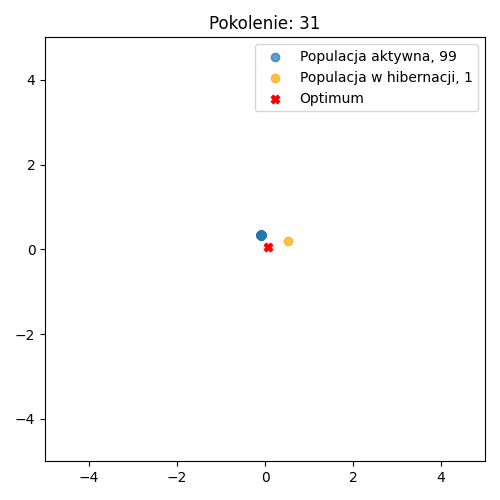 Pokolenie: 31
Populacja aktywna, 99
Populacja w hibernacji, 1
Optimum
4
2
0
−2
−4
−4
−2
0
2
4